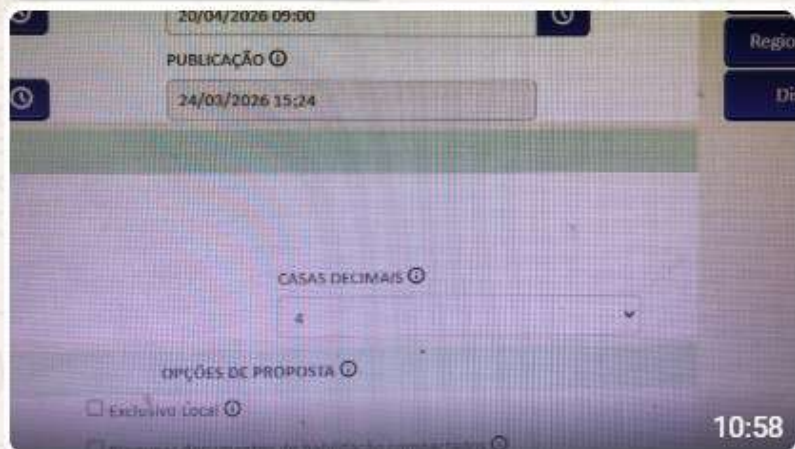 20/04/2026 09:00
Regio
PUBLICAÇÃO
24/03/2026 15:24
Di
CASAS DECIMAIS
4
OPÇÕES DE PROPOSTA
Exclusivo Local
10:58